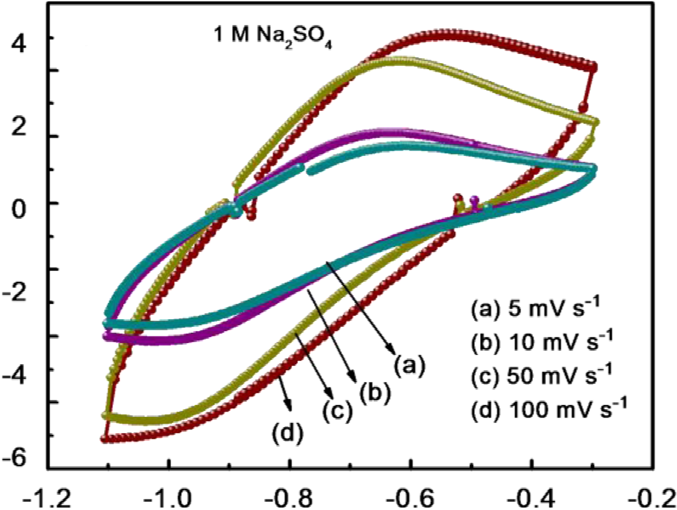 1 M Na₂SO₄
4
2
0
-2
-4
-6
(a) 5 mV s⁻¹
(b) 10 mV s⁻¹
(c) 50 mV s⁻¹
(d) 100 mV s⁻¹
(a)
(b)
(c)
(d)
-1.2 -1.0 -0.8 -0.6 -0.4 -0.2